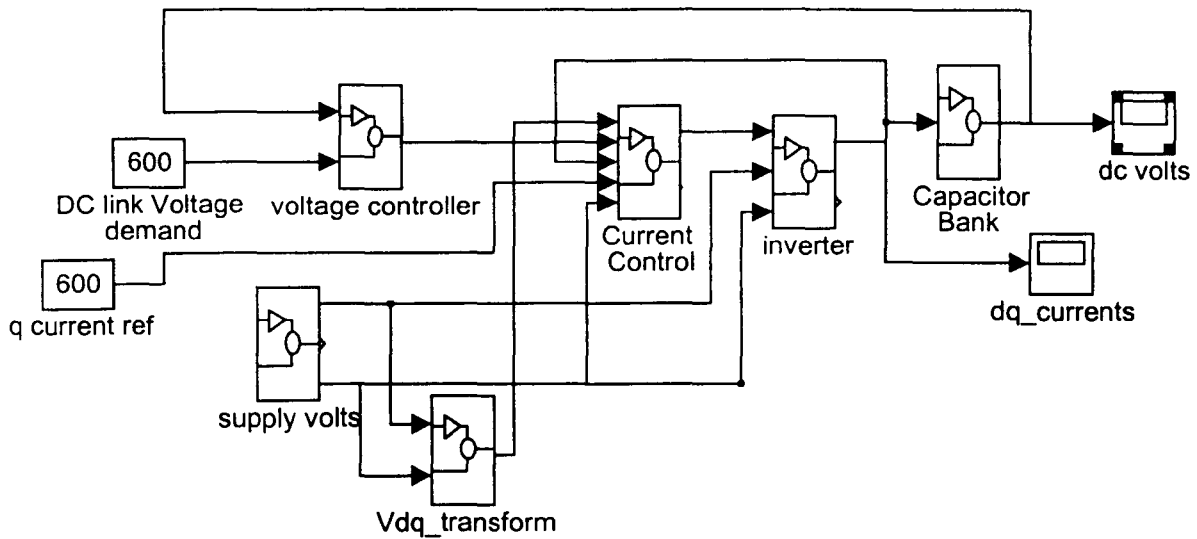 600
DC link Voltage
demand
voltage controller
600
q current ref
supply volts
Vdq_transform
Current
Control
inverter
Capacitor
Bank
dc volts
dq_currents